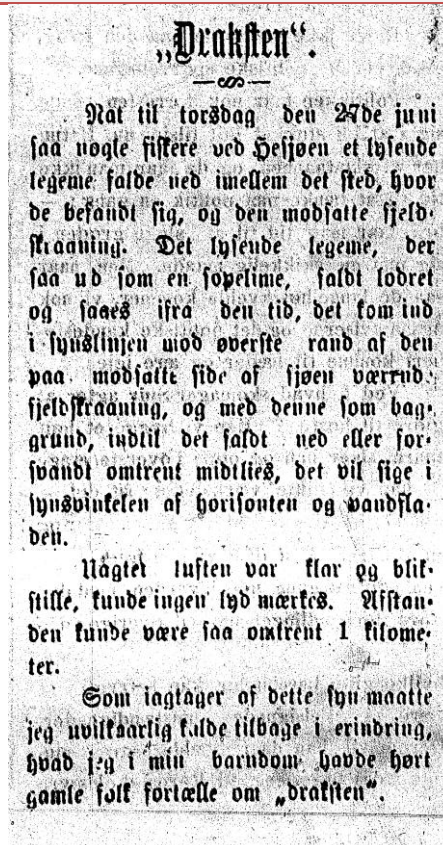 „Drakſten“.
Nat til torsdag den 27de juni
ſaa nogle fiſkere ved Heſjøen et lyſende
legeme falde ned imellem det ſted, hvor
de befandt ſig, og den modſatte fjeld-
ſkraaning. Det lyſende legeme, der
ſaa ud ſom en ſopelime, faldt lodret
og ſaaes ifra den tid, det kom ind
i ſynslinjen mod øverſte rand af den
paa modſatte ſide af ſjøen værrnd.
fjeldſkraaning, og med denne ſom bag-
grund, indtil det faldt ned eller for-
ſvandt omtrent midtlies, det vil ſige i
ſynsvinkelen af horiſonten og vandfla-
den.
Uagtet luften var klar og blik-
ſtille, kunde ingen lyd mærkes. Afſtan-
den kunde være ſaa omtrent 1 kilome-
ter.
Som iagtager af dette ſyn maatte
jeg uvilkaarlig kalde tilbage i erindring,
hvad jeg i min barndom havde hørt
gamle folk fortælle om „drakſten“.